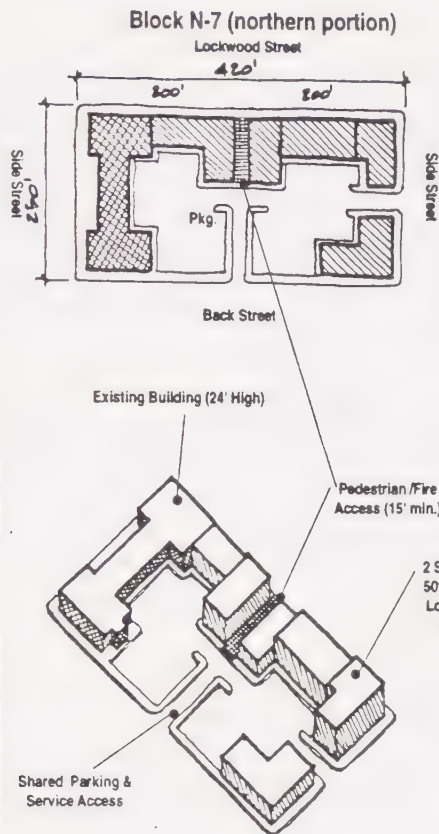 Block N-7 (northern portion)
Lockwood Street
420'
200' 200'
Side Street
Side Street
Pkg.
Back Street
Existing Building (24' High)
Pedestrian/Fire
Access (15' min.)
2 S
50
Lo
Shared Parking &
Service Access